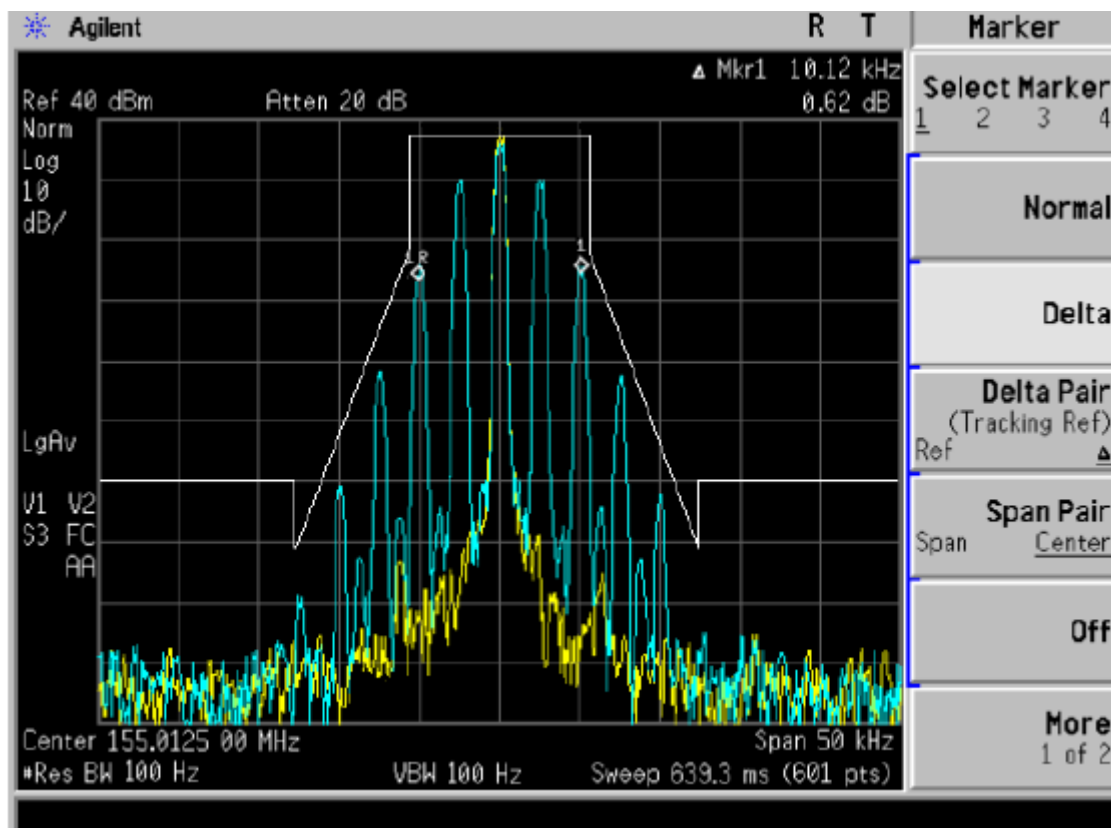 Agilent R T
Marker
Δ Mkr1 10.12 kHz
Ref 40 dBm Atten 20 dB 0.62 dB
Norm
Log
10
dB/
1R
1
LgAv
V1 V2
S3 FC
AA
Center 155.0125 00 MHz Span 50 kHz
#Res BW 100 Hz VBW 100 Hz Sweep 639.3 ms (601 pts)
Select Marker
1 2 3 4
Normal
Delta
Delta Pair
(Tracking Ref)
Ref Δ
Span Pair
Span Center
Off
More
1 of 2